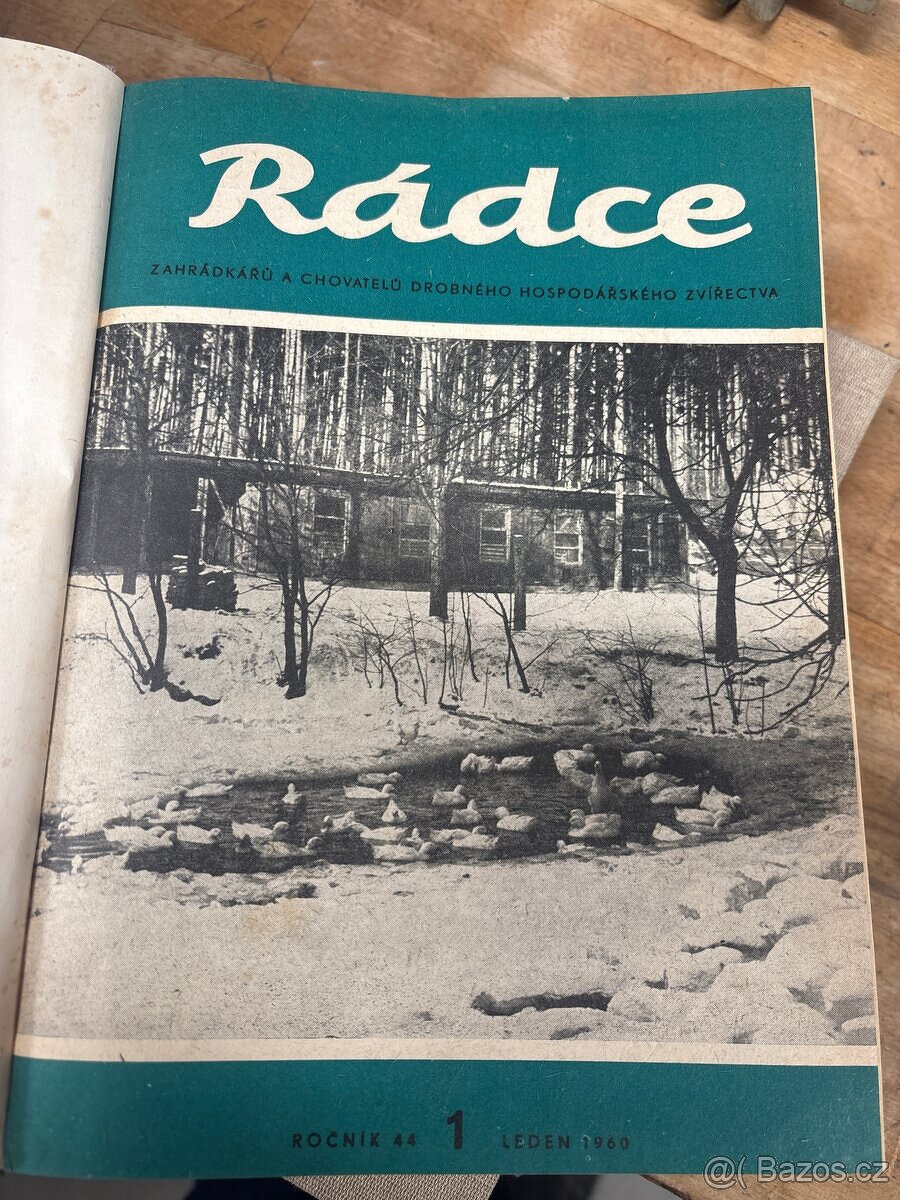 Rádce
ZAHRÁDKÁŘŮ A CHOVATELŮ DROBNÉHO HOSPODÁŘSKÉHO ZVÍŘECTVA
ROČNÍK 44 1 LEDEN 1960
@( Bazos.cz